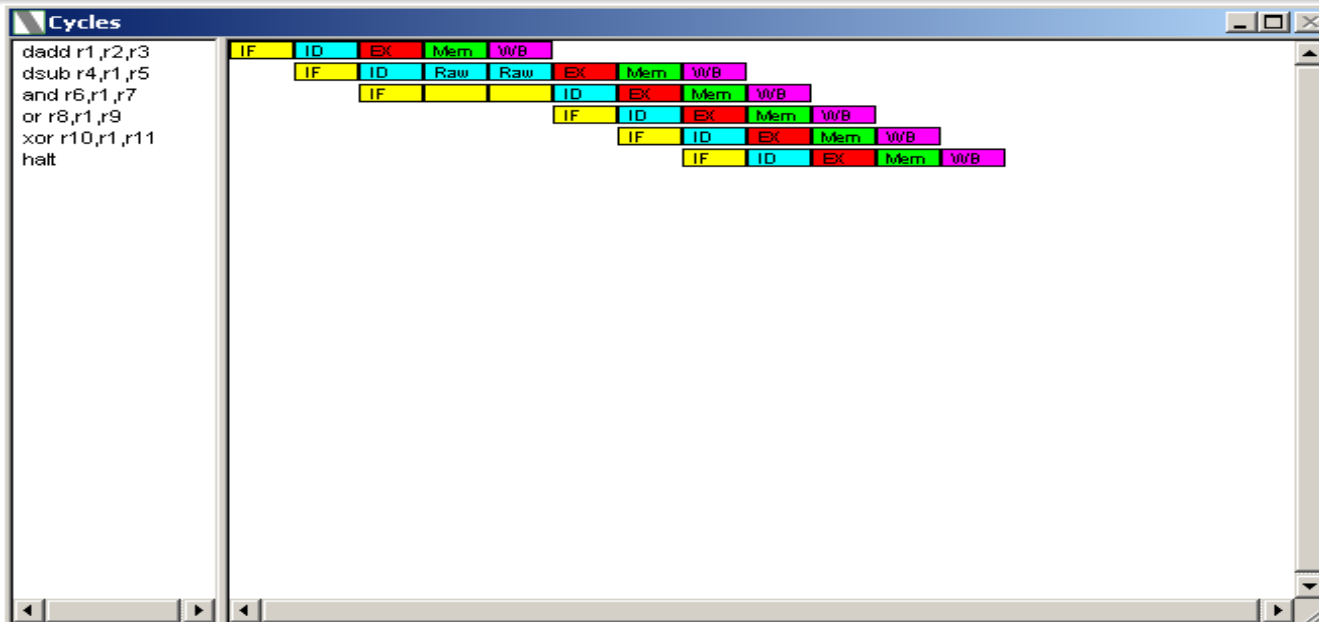 Cycles
dadd r1,r2,r3 IF ID EX Mem WB
dsub r4,r1,r5 IF ID Raw Raw EX Mem WB
and r6,r1,r7 IF ID EX Mem WB
or r8,r1,r9 IF ID EX Mem WB
xor r10,r1,r11 IF ID EX Mem WB
halt IF ID EX Mem WB